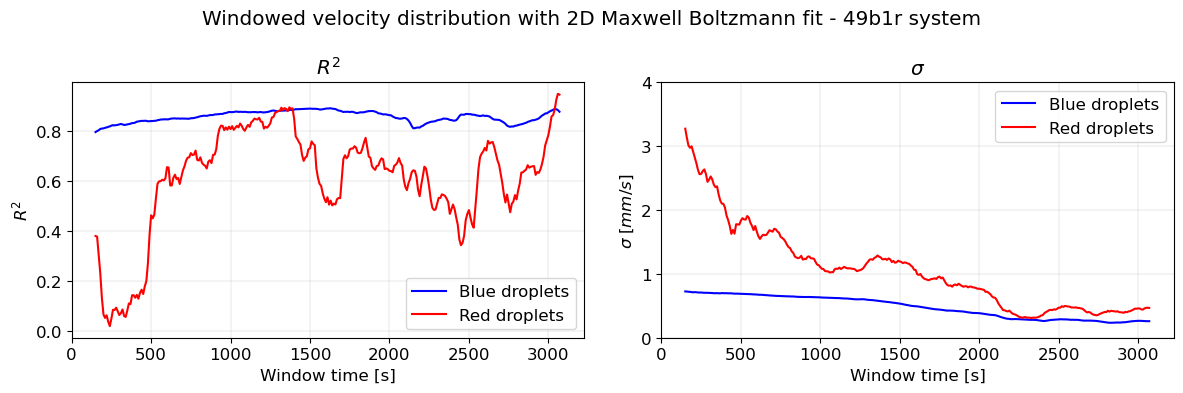 Windowed velocity distribution with 2D Maxwell Boltzmann fit - 49b1r system
R²
R²
0.8
0.6
0.4
0.2
0.0
0 500 1000 1500 2000 2500 3000
Window time [s]
Blue droplets
Red droplets
σ
σ [mm/s]
4
3
2
1
0
0 500 1000 1500 2000 2500 3000
Window time [s]
Blue droplets
Red droplets